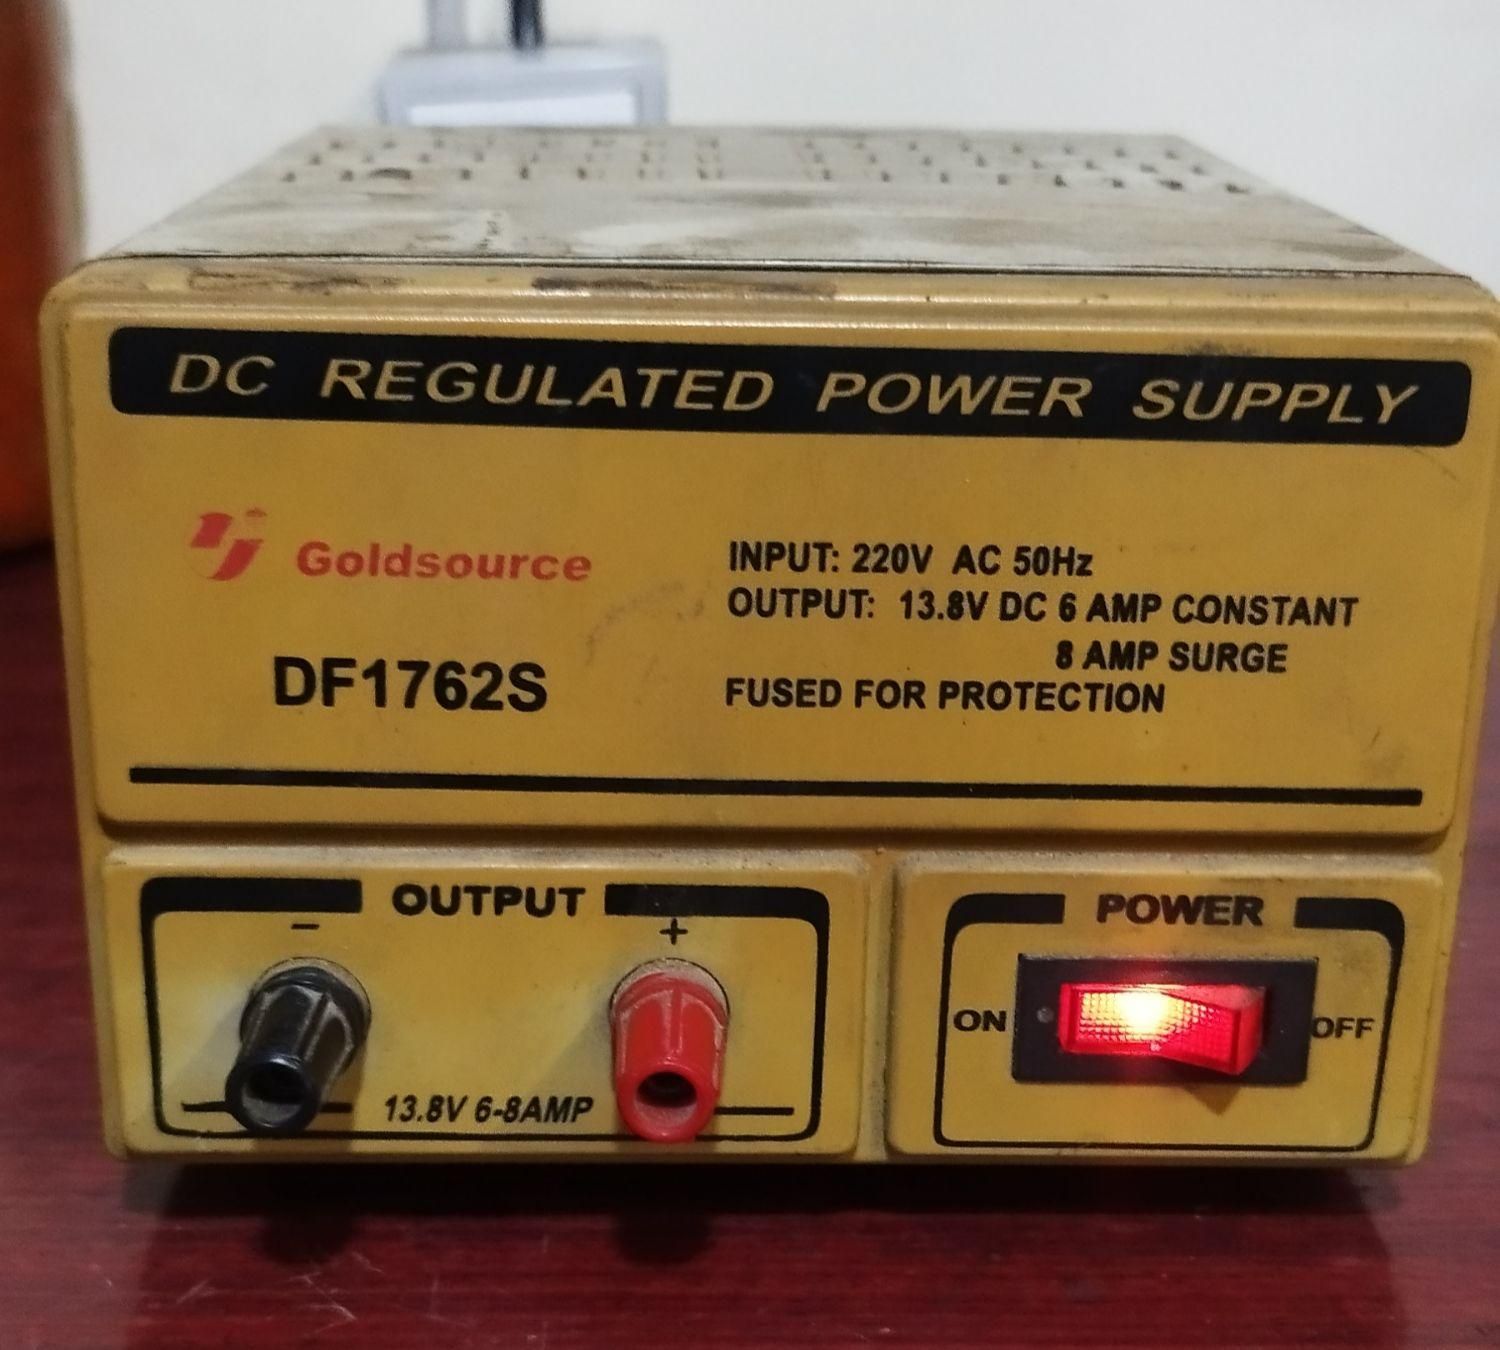 DC REGULATED POWER SUPPLY
Goldsource
DF1762S
INPUT: 220V AC 50Hz
OUTPUT: 13.8V DC 6 AMP CONSTANT
8 AMP SURGE
FUSED FOR PROTECTION
OUTPUT
- +
13.8V 6-8AMP
POWER
ON OFF